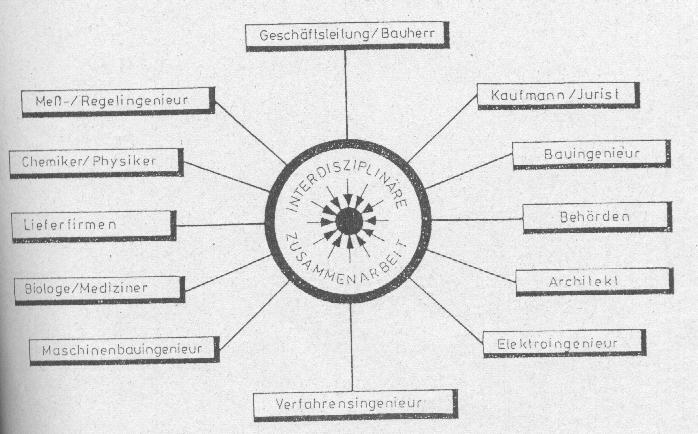 Geschäftsleitung/Bauherr
Meß-/Regelingenieur
Kaufmann/Jurist
Chemiker/Physiker
Bauingenieur
INTERDISZIPLINÄRE
ZUSAMMENARBEIT
Lieferfirmen
Behörden
Biologe/Mediziner
Architekt
Maschinenbauingenieur
Elektroingenieur
Verfahrensingenieur